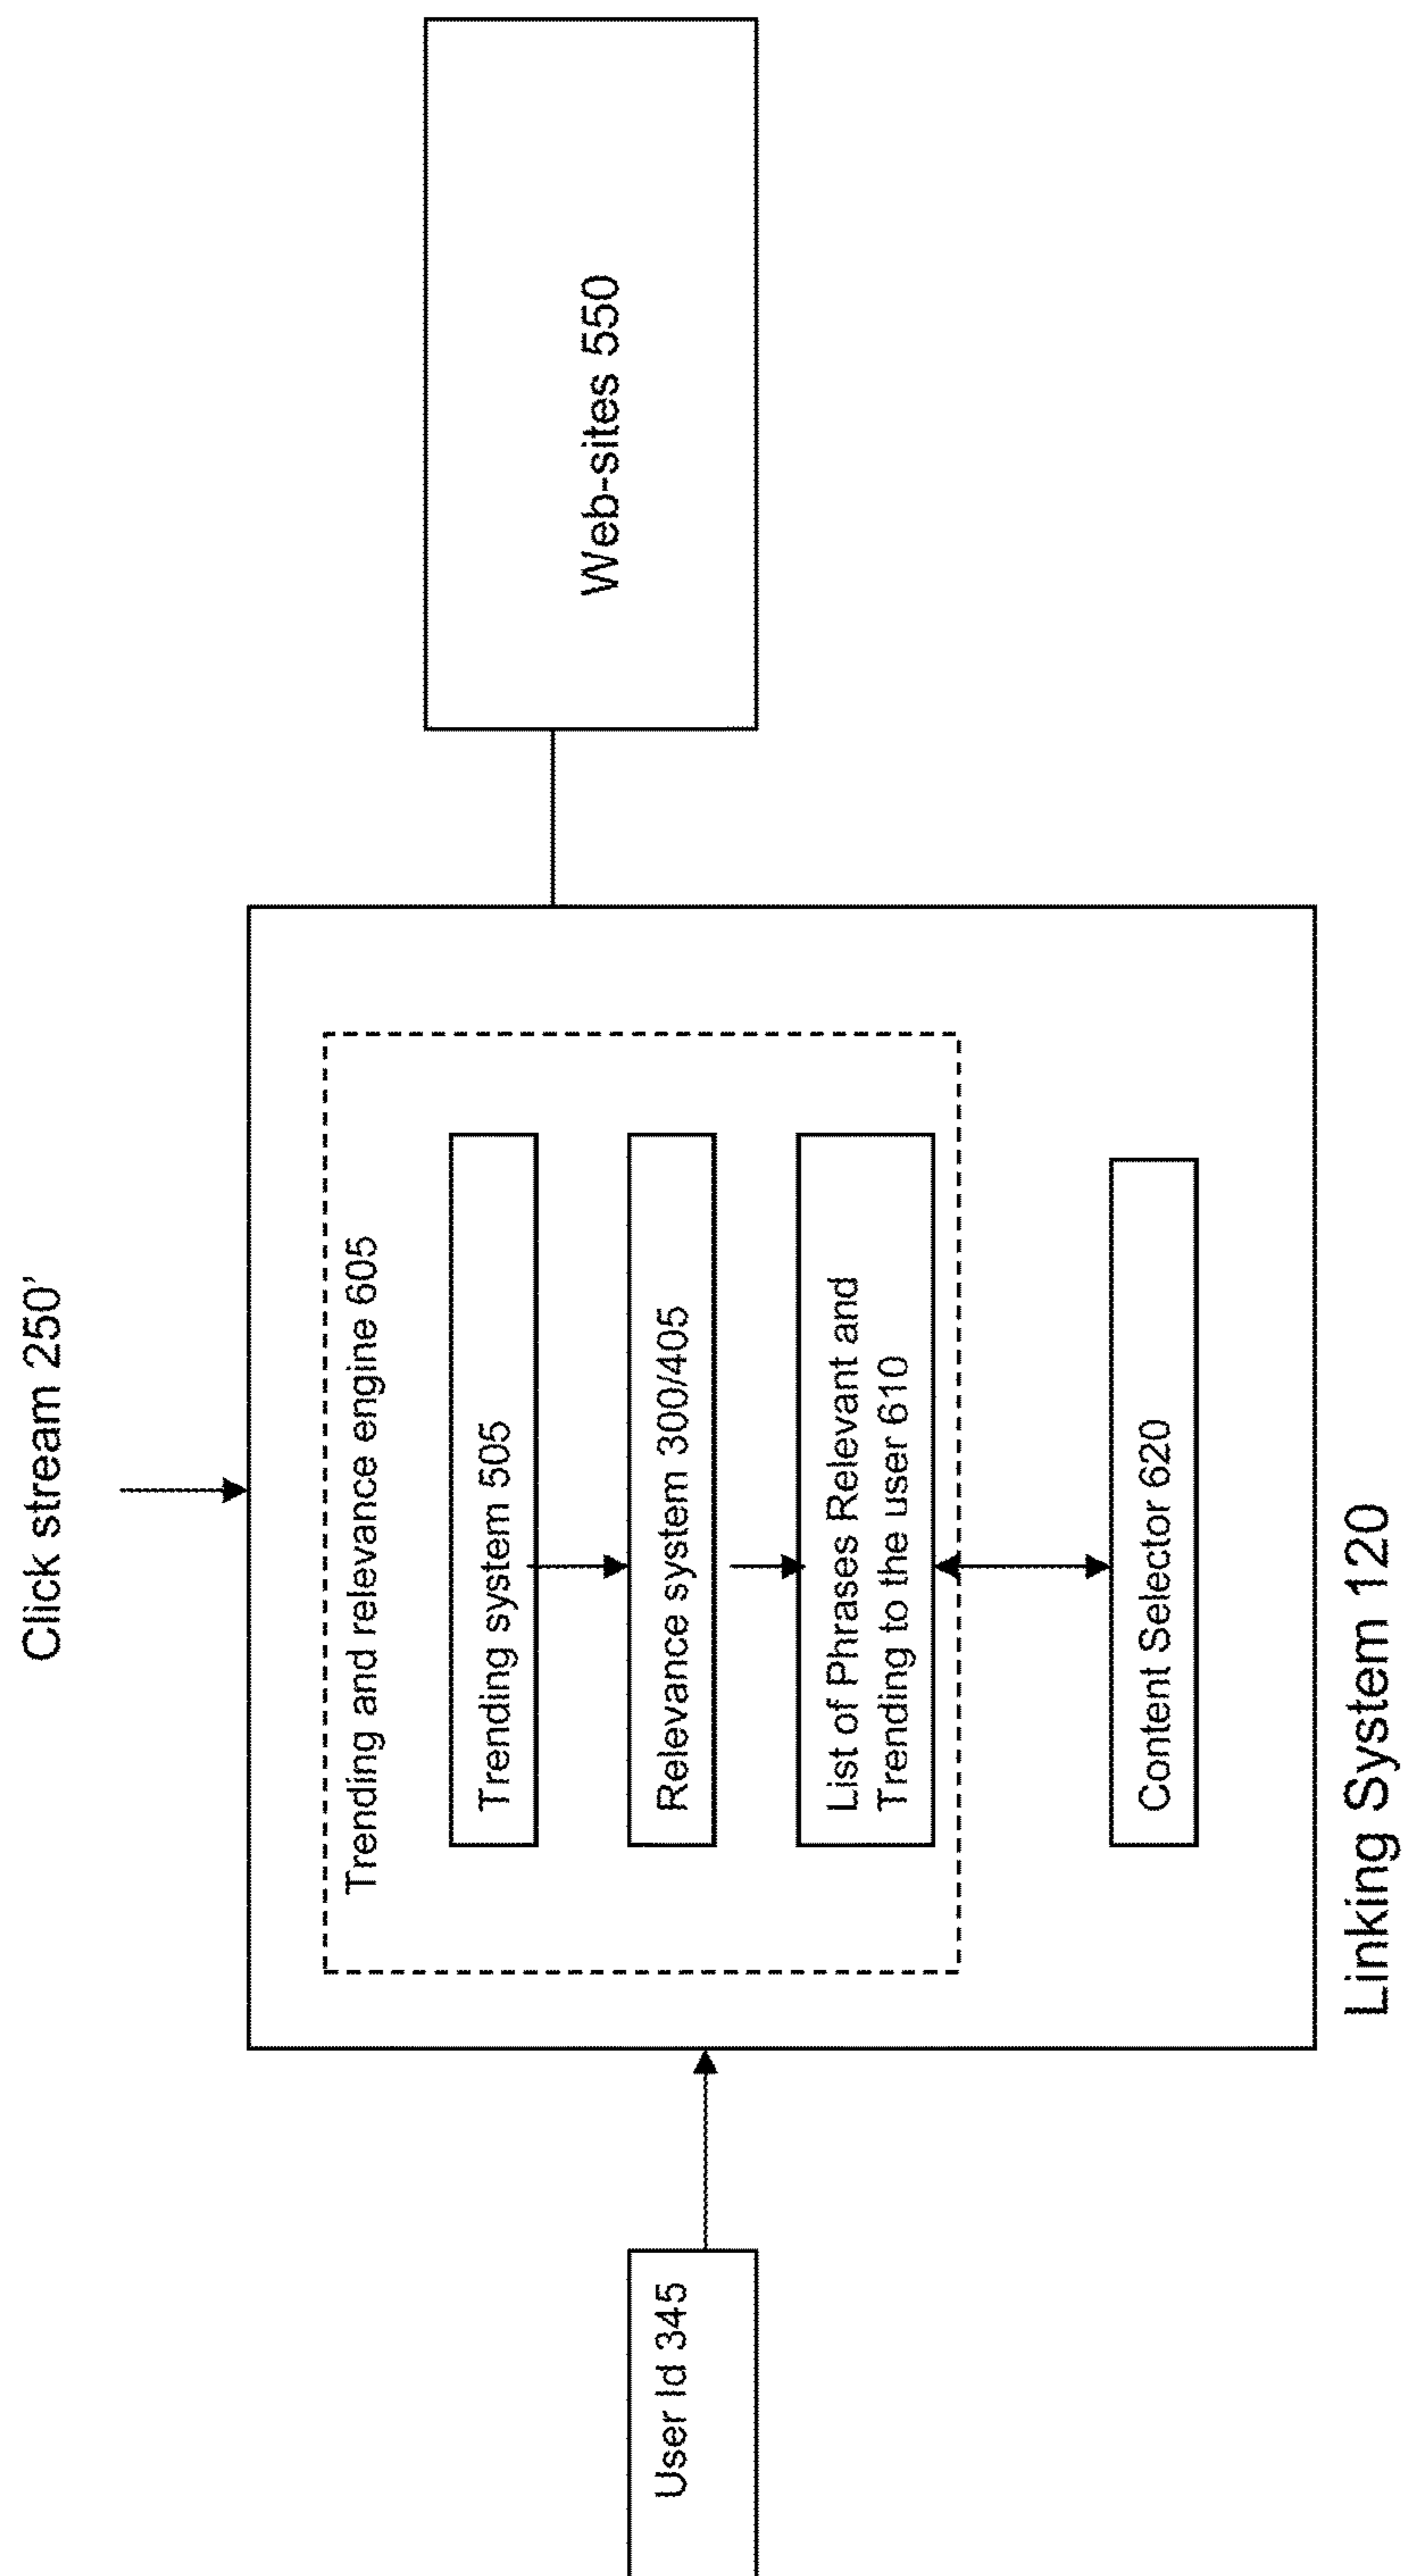 Click stream 250'
Trending and relevance engine 605
Trending system 505
Relevance system 300/405
List of Phrases Relevant and
Trending to the user 610
Content Selector 620
Linking System 120
User Id 345
Web-sites 550